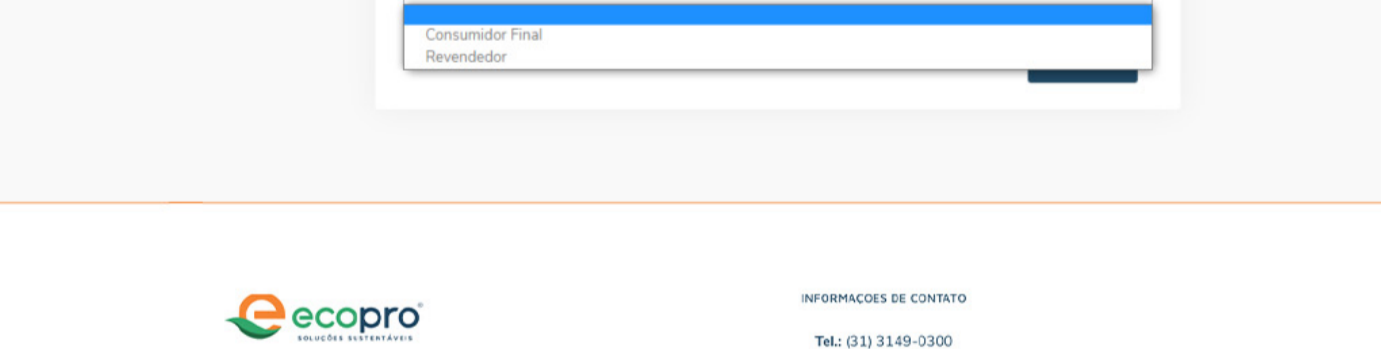 Consumidor Final
Revendedor
ecopro®
SOLUÇÕES SUSTENTÁVEIS
INFORMAÇOES DE CONTATO
Tel.: (31) 3149-0300